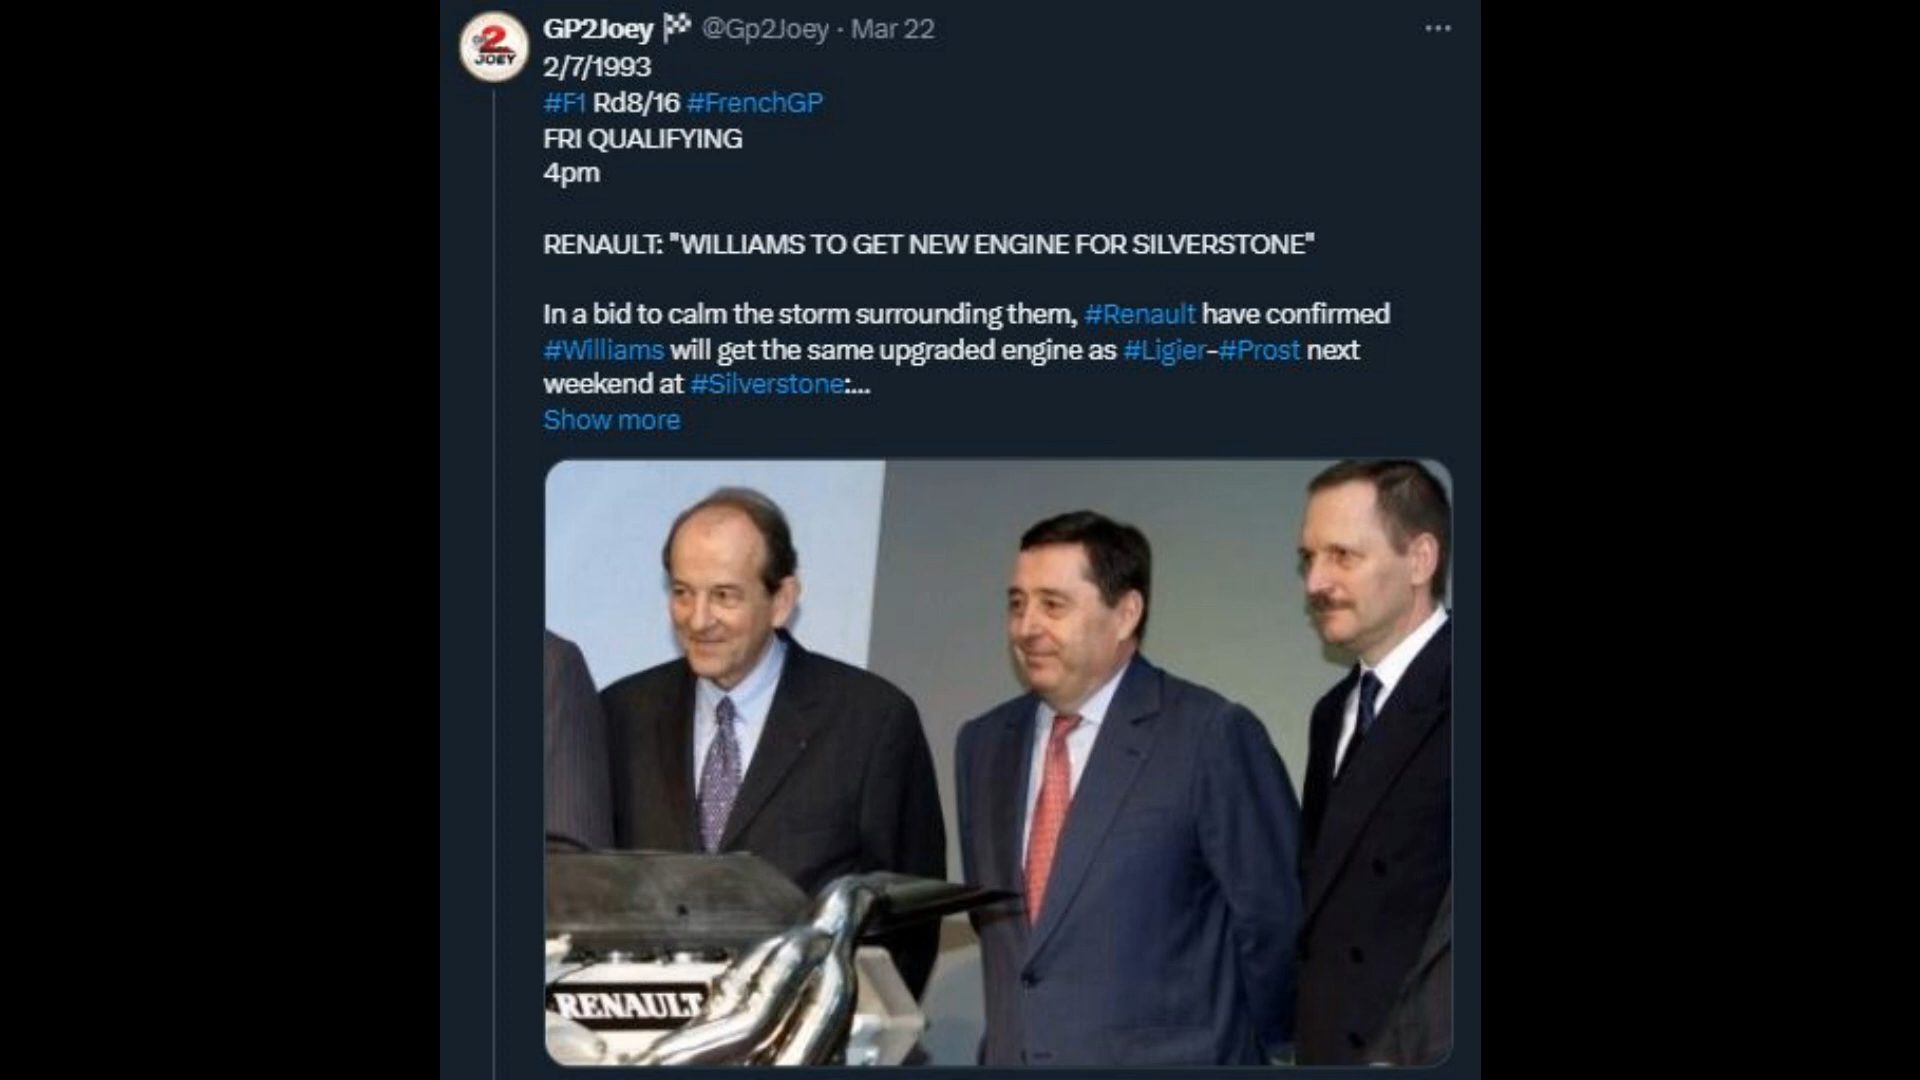 GP2Joey @Gp2Joey · Mar 22
2/7/1993
#F1 Rd8/16 #FrenchGP
FRI QUALIFYING
4pm
RENAULT: "WILLIAMS TO GET NEW ENGINE FOR SILVERSTONE"
In a bid to calm the storm surrounding them, #Renault have confirmed
#Williams will get the same upgraded engine as #Ligier-#Prost next
weekend at #Silverstone:...
Show more
2
JOEY
RENAULT